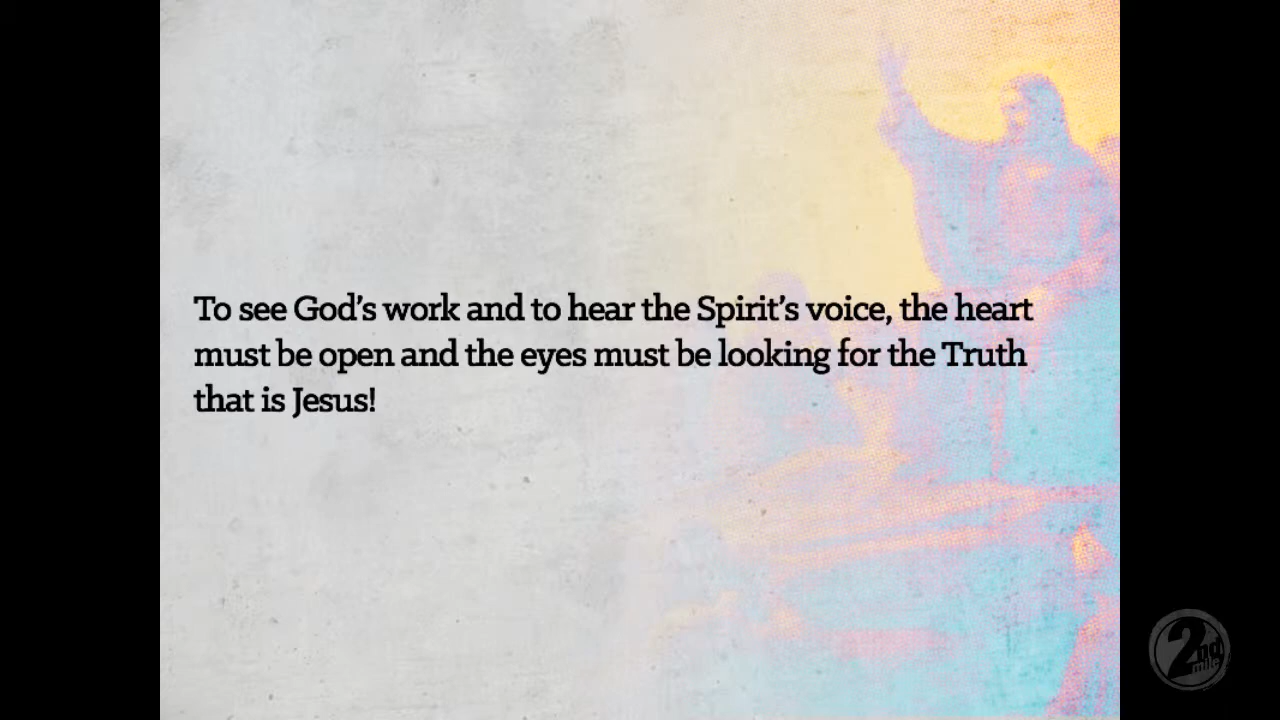 To see God's work and to hear the Spirit's voice, the heart
must be open and the eyes must be looking for the Truth
that is Jesus!
2nd
mile